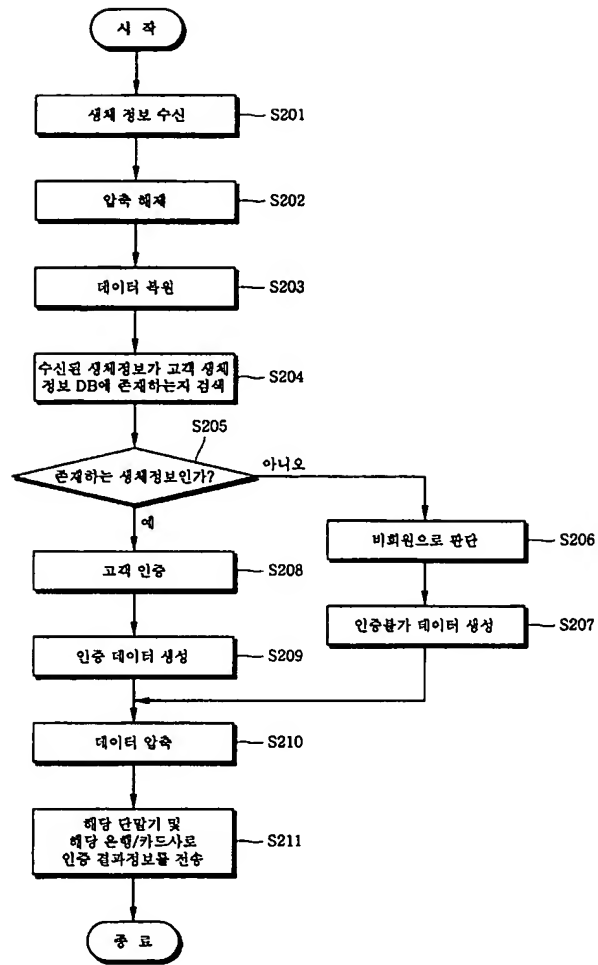 시 작
생체 정보 수신
S201
압축 해제
S202
데이터 복원
S203
수신된 생체정보가 고객 생체
정보 DB에 존재하는지 검색
S204
S205
존재하는 생체정보인가?
아니오
예
비회원으로 판단
S206
고객 인증
S208
인증불가 데이터 생성
S207
인증 데이터 생성
S209
데이터 압축
S210
해당 단말기 및
해당 은행/카드사로
인증 결과정보를 전송
S211
종 료